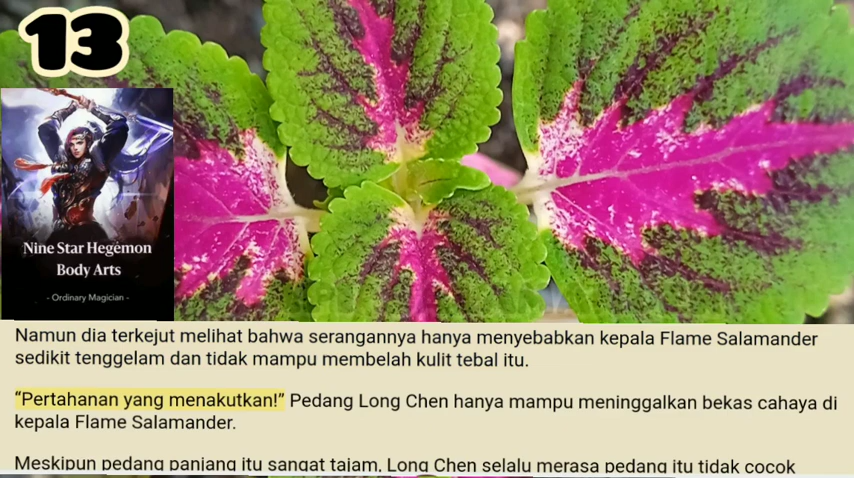 13
Nine Star Hegemon
Body Arts
- Ordinary Magician -
Namun dia terkejut melihat bahwa serangannya hanya menyebabkan kepala Flame Salamander
sedikit tenggelam dan tidak mampu membelah kulit tebal itu.
“Pertahanan yang menakutkan!” Pedang Long Chen hanya mampu meninggalkan bekas cahaya di
kepala Flame Salamander.
Meskipun pedang panjang itu sangat tajam, Long Chen selalu merasa pedang itu tidak cocok